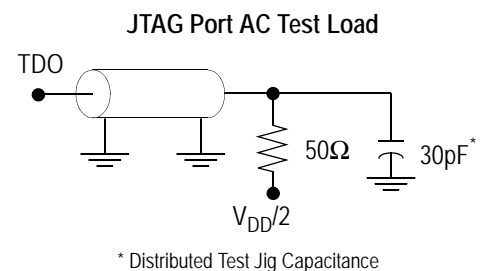 JTAG Port AC Test Load
TDO
50Ω
30pF*
VDD/2
* Distributed Test Jig Capacitance